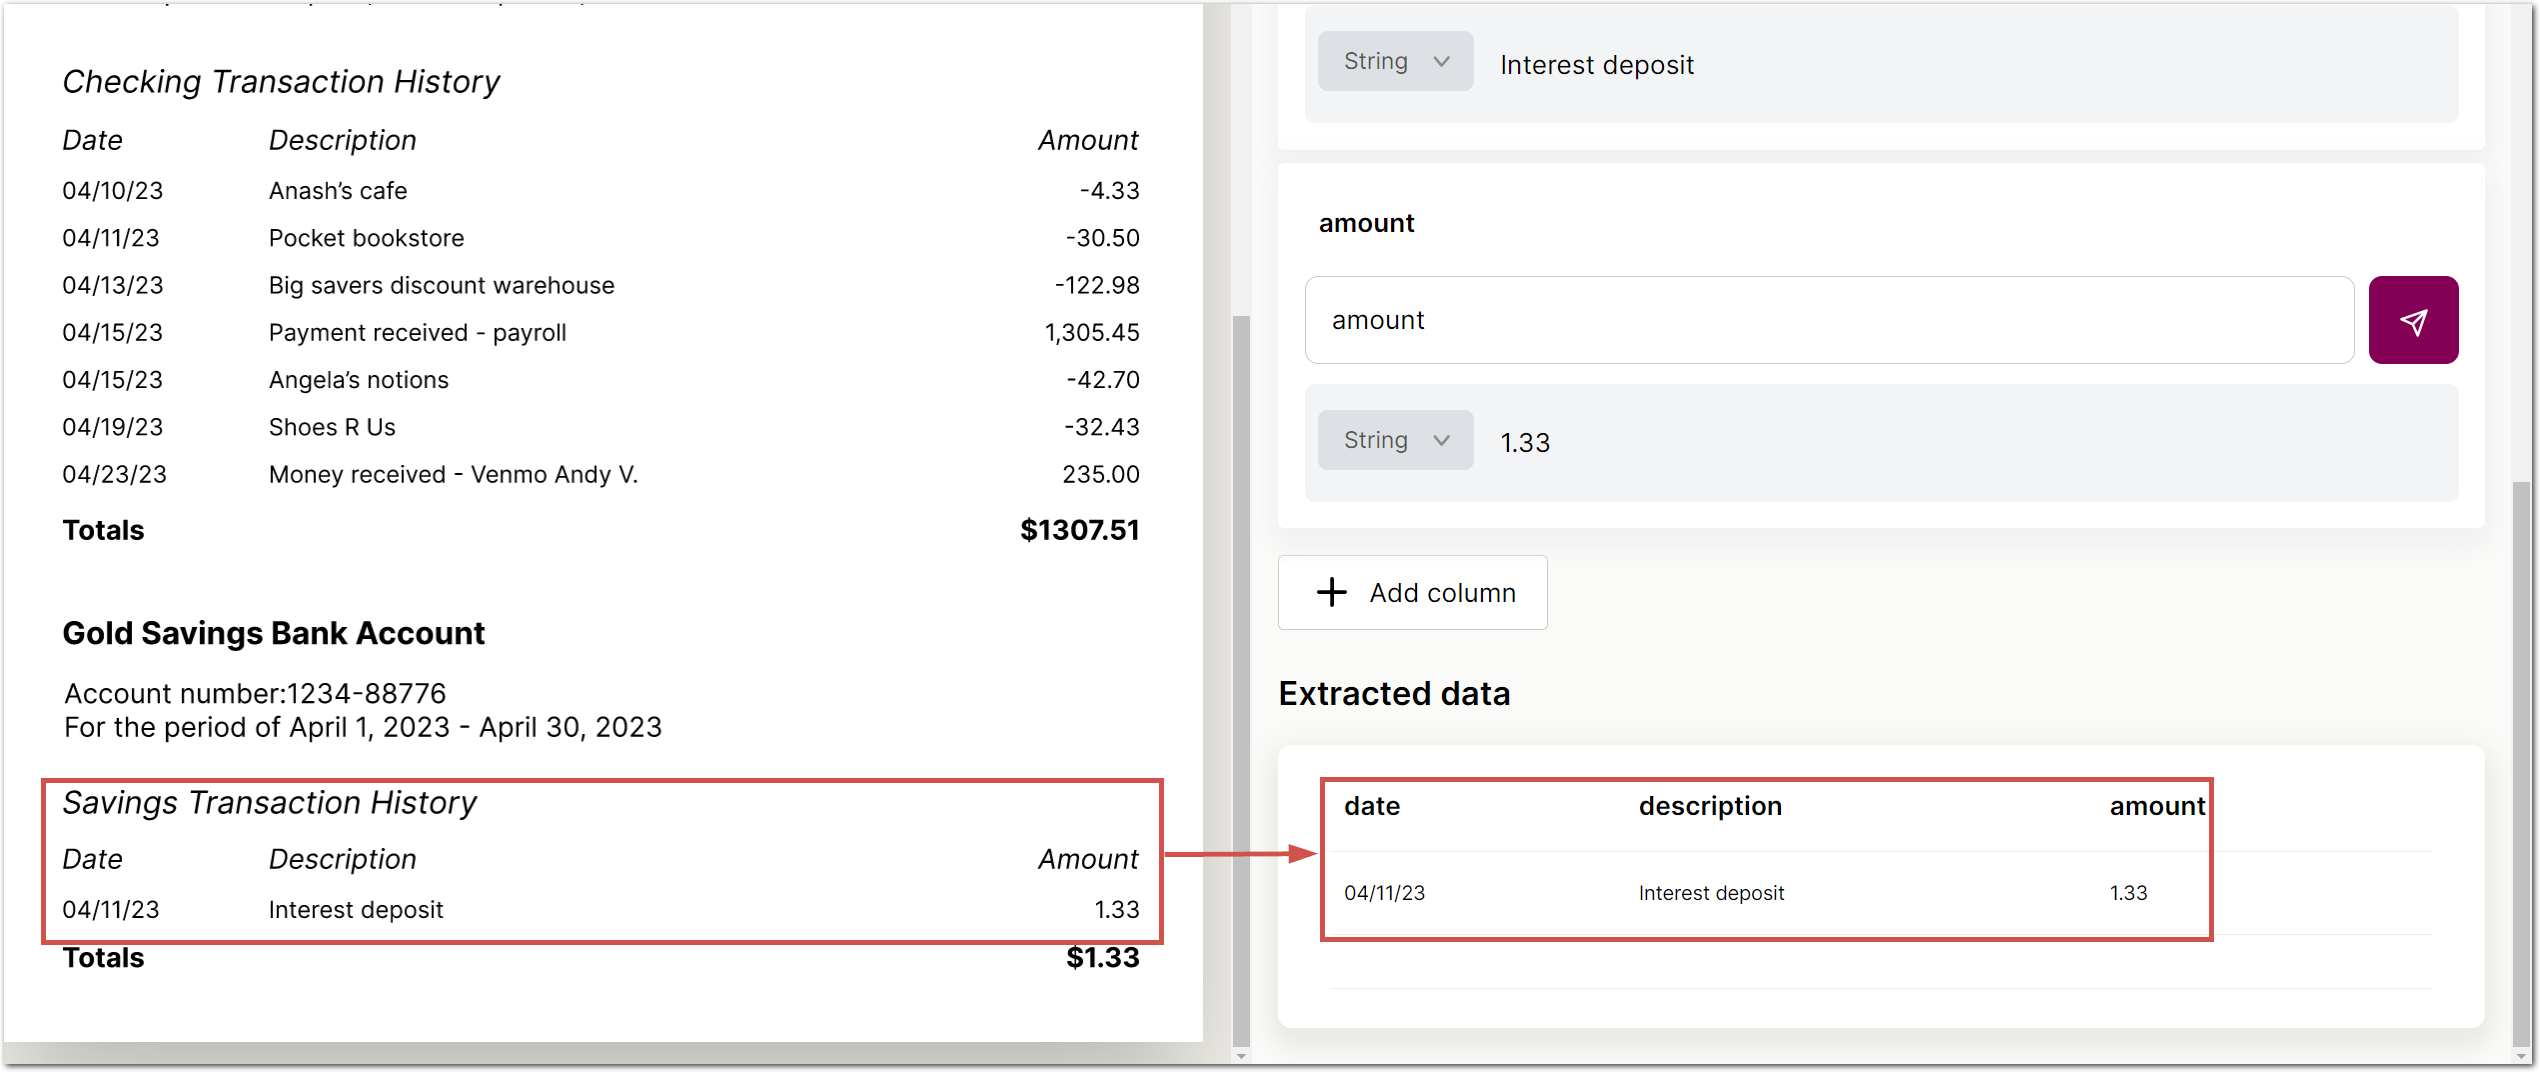 Checking Transaction History
Date Description Amount
04/10/23 Anash’s cafe -4.33
04/11/23 Pocket bookstore -30.50
04/13/23 Big savers discount warehouse -122.98
04/15/23 Payment received - payroll 1,305.45
04/15/23 Angela’s notions -42.70
04/19/23 Shoes R Us -32.43
04/23/23 Money received - Venmo Andy V. 235.00
Totals $1307.51
Gold Savings Bank Account
Account number:1234-88776
For the period of April 1, 2023 - April 30, 2023
Savings Transaction History
Date Description Amount
04/11/23 Interest deposit 1.33
Totals $1.33
String Interest deposit
amount
amount
String 1.33
Add column
Extracted data
date description amount
04/11/23 Interest deposit 1.33